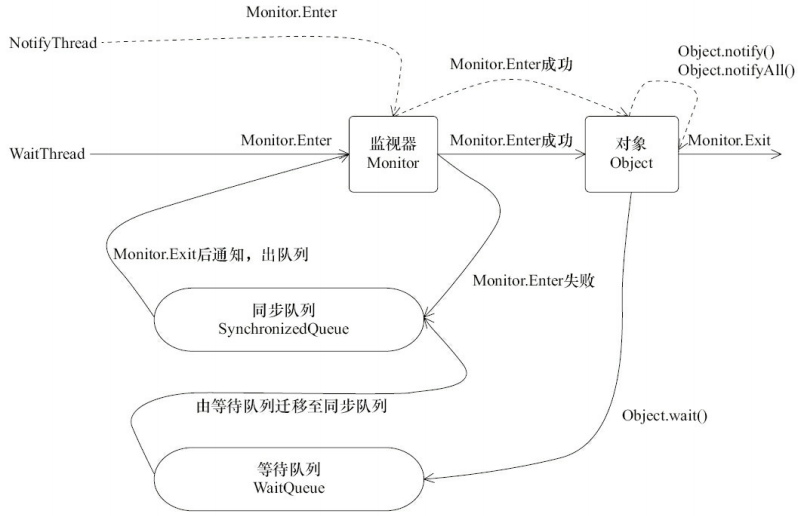 Monitor.Enter
NotifyThread
Object.notify()
Object.notifyAll()
Monitor.Enter成功
WaitThread
Monitor.Enter
监视器
Monitor
Monitor.Enter成功
对象
Object
Monitor.Exit
Monitor.Exit后通知，出队列
Monitor.Enter失败
同步队列
SynchronizedQueue
由等待队列迁移至同步队列
Object.wait()
等待队列
WaitQueue